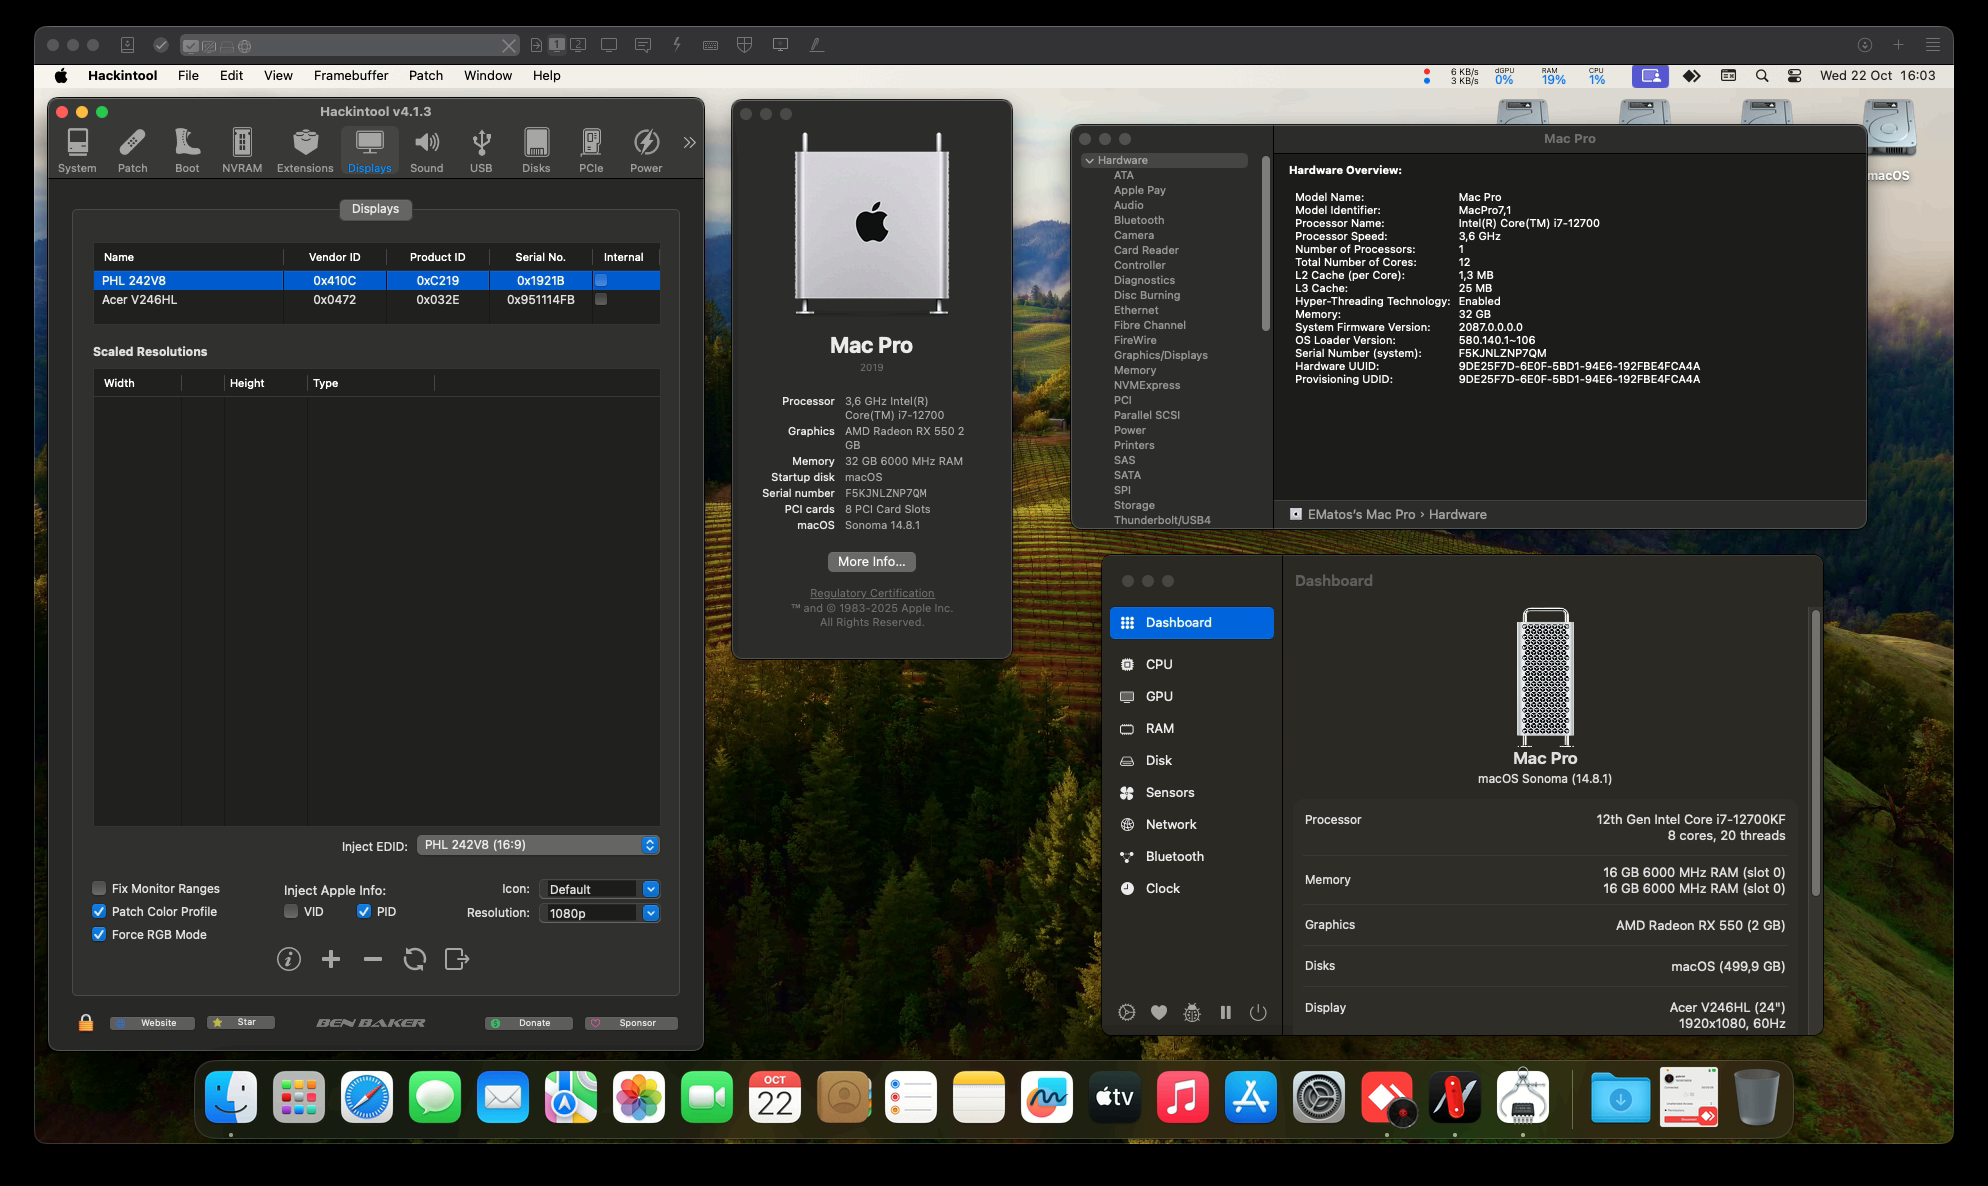 1 2
Hackintool File Edit View Framebuffer Patch Window Help
6 KB/s
3 KB/s
dGPU
0%
RAM
19%
CPU
1%
Wed 22 Oct 16:03
Hackintool v4.1.3
System Patch Boot NVRAM Extensions Displays Sound USB Disks PCIe Power
Displays
Name Vendor ID Product ID Serial No. Internal
PHL 242V8 0x410C 0xC219 0x1921B
Acer V246HL 0x0472 0x032E 0x951114FB
Scaled Resolutions
Width Height Type
Inject EDID: PHL 242V8 (16:9)
Fix Monitor Ranges Inject Apple Info: Icon: Default
Patch Color Profile VID PID Resolution: 1080p
Force RGB Mode
Website Star BEN BAKER Donate Sponsor
Mac Pro
2019
Processor 3,6 GHz Intel(R)
Core(TM) i7-12700
Graphics AMD Radeon RX 550 2
GB
Memory 32 GB 6000 MHz RAM
Startup disk macOS
Serial number F5KJNLZNP7QM
PCI cards 8 PCI Card Slots
macOS Sonoma 14.8.1
More Info...
Regulatory Certification
™ and © 1983-2025 Apple Inc.
All Rights Reserved.
macOS
Mac Pro
Hardware
ATA
Apple Pay
Audio
Bluetooth
Camera
Card Reader
Controller
Diagnostics
Disc Burning
Ethernet
Fibre Channel
FireWire
Graphics/Displays
Memory
NVMExpress
PCI
Parallel SCSI
Power
Printers
SAS
SATA
SPI
Storage
Thunderbolt/USB4
Hardware Overview:
Model Name: Mac Pro
Model Identifier: MacPro7,1
Processor Name: Intel(R) Core(TM) i7-12700
Processor Speed: 3,6 GHz
Number of Processors: 1
Total Number of Cores: 12
L2 Cache (per Core): 1,3 MB
L3 Cache: 25 MB
Hyper-Threading Technology: Enabled
Memory: 32 GB
System Firmware Version: 2087.0.0.0.0
OS Loader Version: 580.140.1~106
Serial Number (system): F5KJNLZNP7QM
Hardware UUID: 9DE25F7D-6E0F-5BD1-94E6-192FBE4FCA4A
Provisioning UDID: 9DE25F7D-6E0F-5BD1-94E6-192FBE4FCA4A
EMatos's Mac Pro › Hardware
Dashboard
Dashboard
CPU
GPU
RAM
Disk
Sensors
Network
Bluetooth
Clock
Mac Pro
macOS Sonoma (14.8.1)
Processor 12th Gen Intel Core i7-12700KF
8 cores, 20 threads
Memory 16 GB 6000 MHz RAM (slot 0)
16 GB 6000 MHz RAM (slot 0)
Graphics AMD Radeon RX 550 (2 GB)
Disks macOS (499,9 GB)
Display Acer V246HL (24")
1920x1080, 60Hz
OCT
22
tv